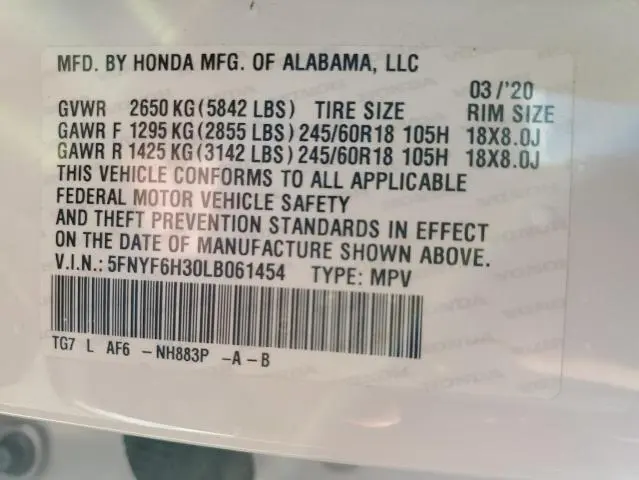 MFD. BY HONDA MFG. OF ALABAMA, LLC
03/'20
GVWR 2650 KG(5842 LBS) TIRE SIZE RIM SIZE
GAWR F 1295 KG(2855 LBS)245/60R18 105H 18X8.0J
GAWR R 1425 KG(3142 LBS)245/60R18 105H 18X8.0J
THIS VEHICLE CONFORMS TO ALL APPLICABLE
FEDERAL MOTOR VEHICLE SAFETY
AND THEFT PREVENTION STANDARDS IN EFFECT
ON THE DATE OF MANUFACTURE SHOWN ABOVE.
V.I.N.:5FNYF6H30LB061454 TYPE: MPV
TG7 L AF6 -NH883P -A-B